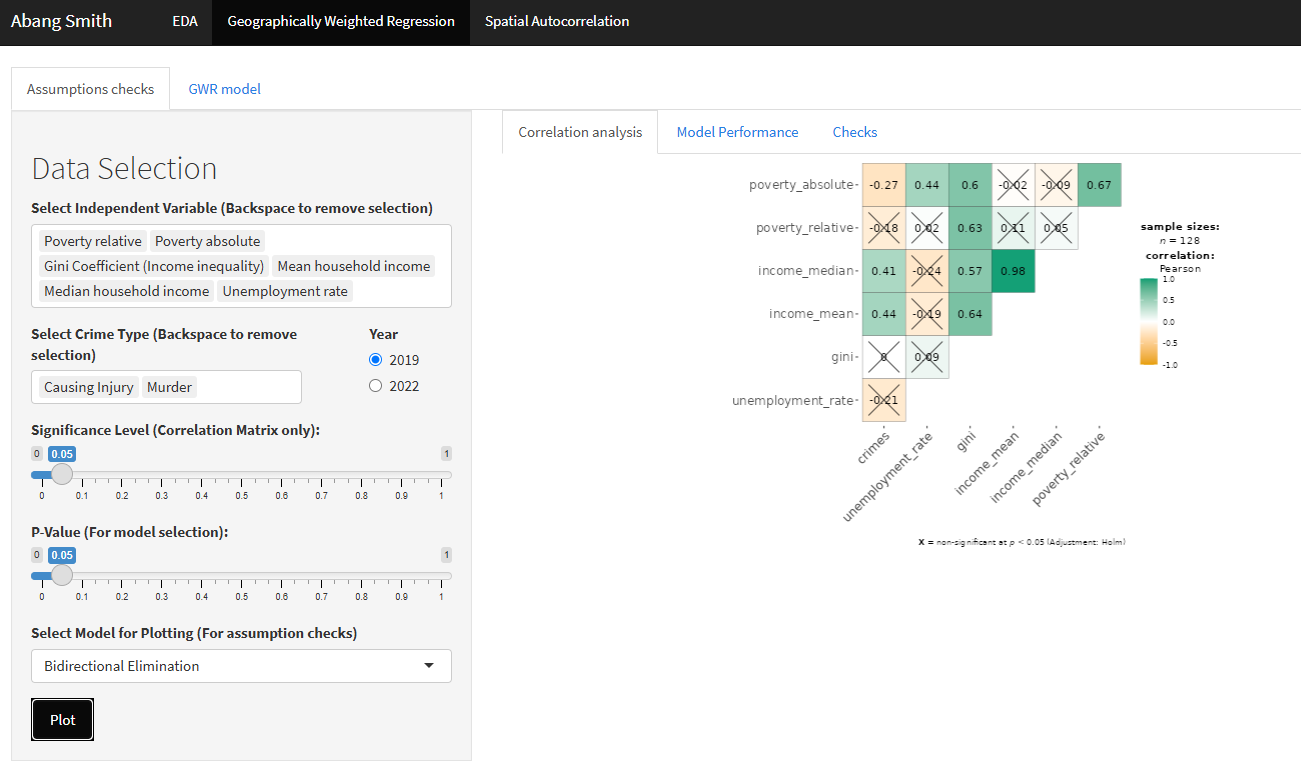 Abang Smith EDA Geographically Weighted Regression Spatial Autocorrelation
Assumptions checks GWR model
Data Selection
Select Independent Variable (Backspace to remove selection)
Poverty relative Poverty absolute
Gini Coefficient (Income inequality) Mean household income
Median household income Unemployment rate
Select Crime Type (Backspace to remove
selection)
Causing Injury Murder
Year
2019
2022
Significance Level (Correlation Matrix only):
0 0.05 1
0 0.1 0.2 0.3 0.4 0.5 0.6 0.7 0.8 0.9 1
P-Value (For model selection):
0 0.05 1
0 0.1 0.2 0.3 0.4 0.5 0.6 0.7 0.8 0.9 1
Select Model for Plotting (For assumption checks)
Bidirectional Elimination
Plot
Correlation analysis Model Performance Checks
poverty_absolute -0.27 0.44 0.6 -0.02 -0.09 0.67
poverty_relative -0.18 0.02 0.63 0.11 0.05
income_median 0.41 -0.24 0.57 0.98
income_mean 0.44 -0.19 0.64
gini 0 0.09
unemployment_rate -0.21
crimes unemployment_rate gini income_mean income_median poverty_relative
sample sizes:
n = 128
correlation:
Pearson
1.0
0.5
0.0
-0.5
-1.0
X = non-significant at p < 0.05 (Adjustment: Holm)